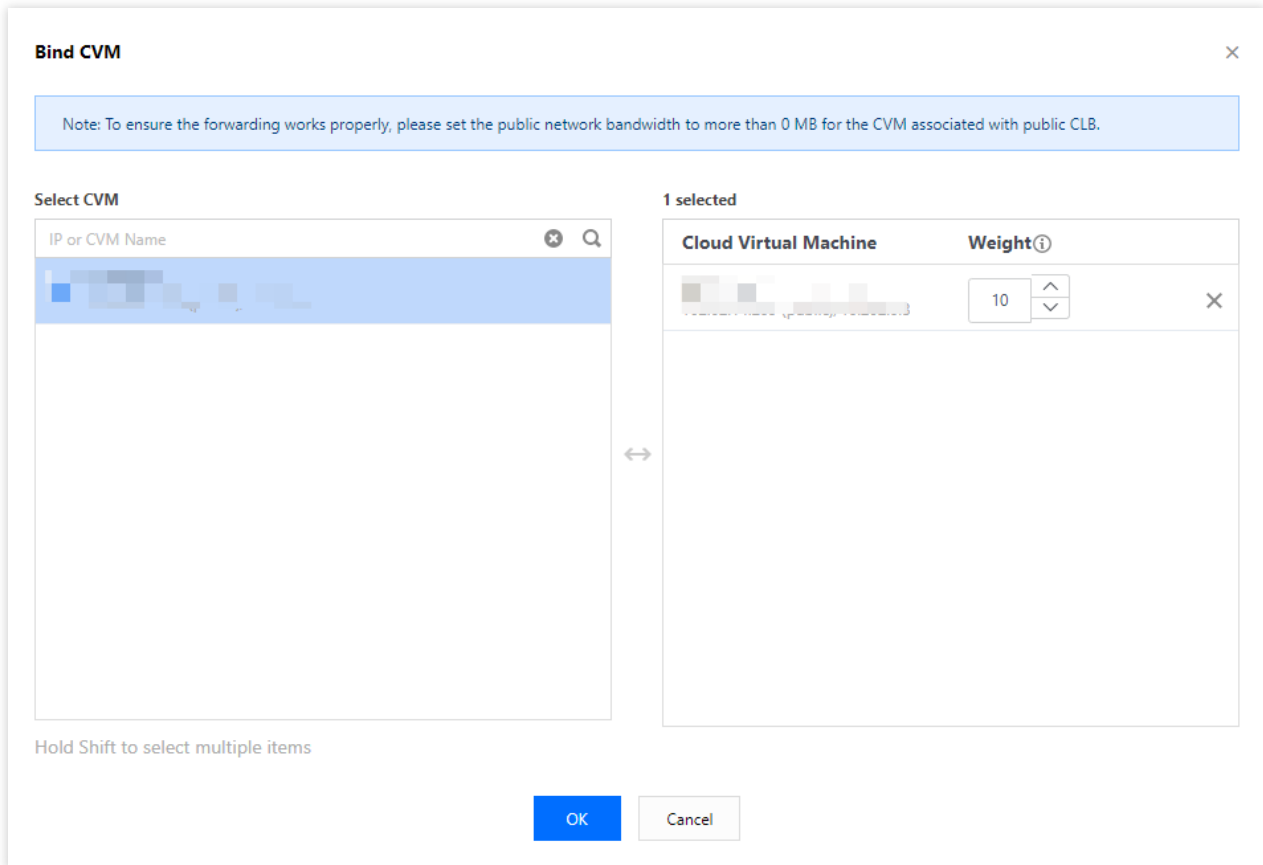 Bind CVM
Note: To ensure the forwarding works properly, please set the public network bandwidth to more than 0 MB for the CVM associated with public CLB.
Select CVM
1 selected
IP or CVM Name
Cloud Virtual Machine Weight
10
Hold Shift to select multiple items
OK Cancel